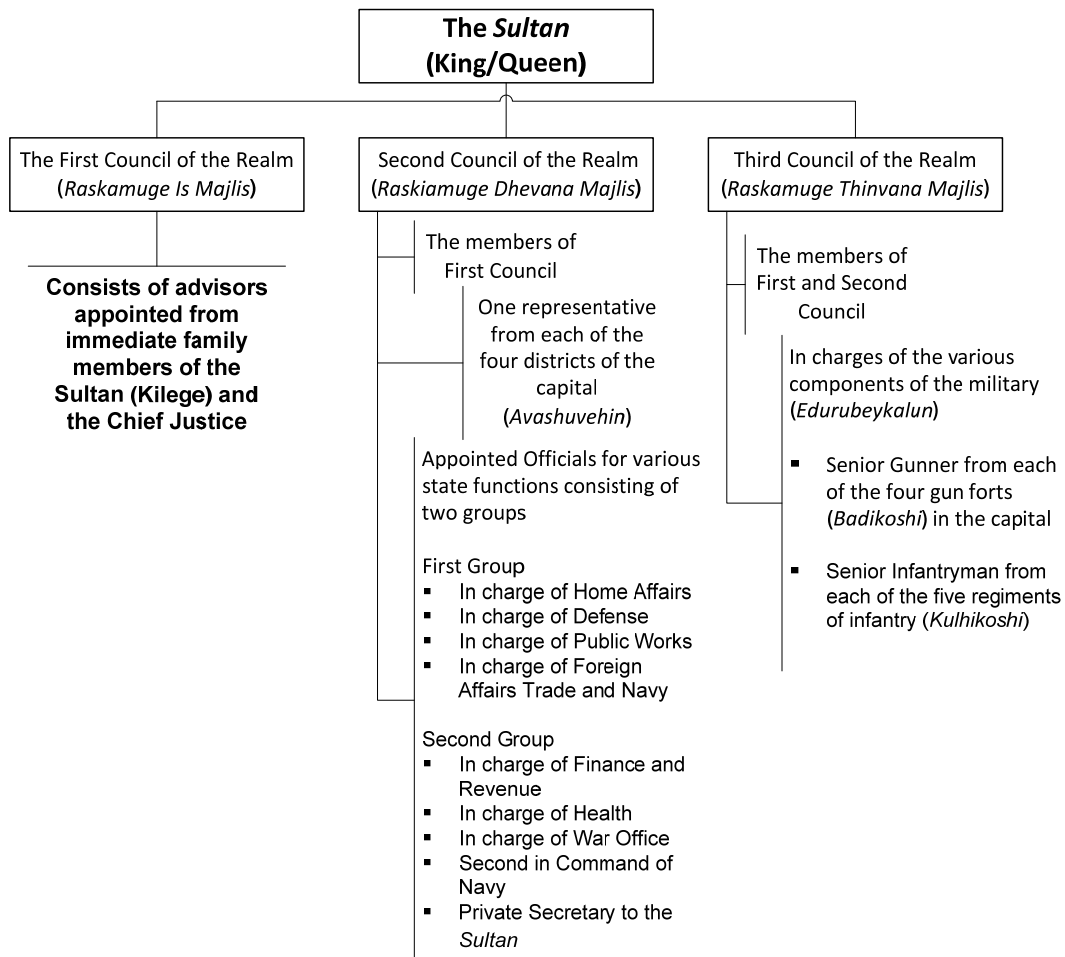 The Sultan
(King/Queen)
The First Council of the Realm
(Raskamuge Is Majlis)
Consists of advisors
appointed from
immediate family
members of the
Sultan (Kilege) and
the Chief Justice
Second Council of the Realm
(Raskiamuge Dhevana Majlis)
The members of
First Council
One representative
from each of the
four districts of the
capital
(Avashuvehin)
Appointed Officials for various
state functions consisting of
two groups
First Group
▪ In charge of Home Affairs
▪ In charge of Defense
▪ In charge of Public Works
▪ In charge of Foreign
Affairs Trade and Navy
Second Group
▪ In charge of Finance and
Revenue
▪ In charge of Health
▪ In charge of War Office
▪ Second in Command of
Navy
▪ Private Secretary to the
Sultan
Third Council of the Realm
(Raskamuge Thinvana Majlis)
The members of
First and Second
Council
In charges of the various
components of the military
(Edurubeykalun)
▪ Senior Gunner from each
of the four gun forts
(Badikoshi) in the capital
▪ Senior Infantryman from
each of the five regiments
of infantry (Kulhikoshi)